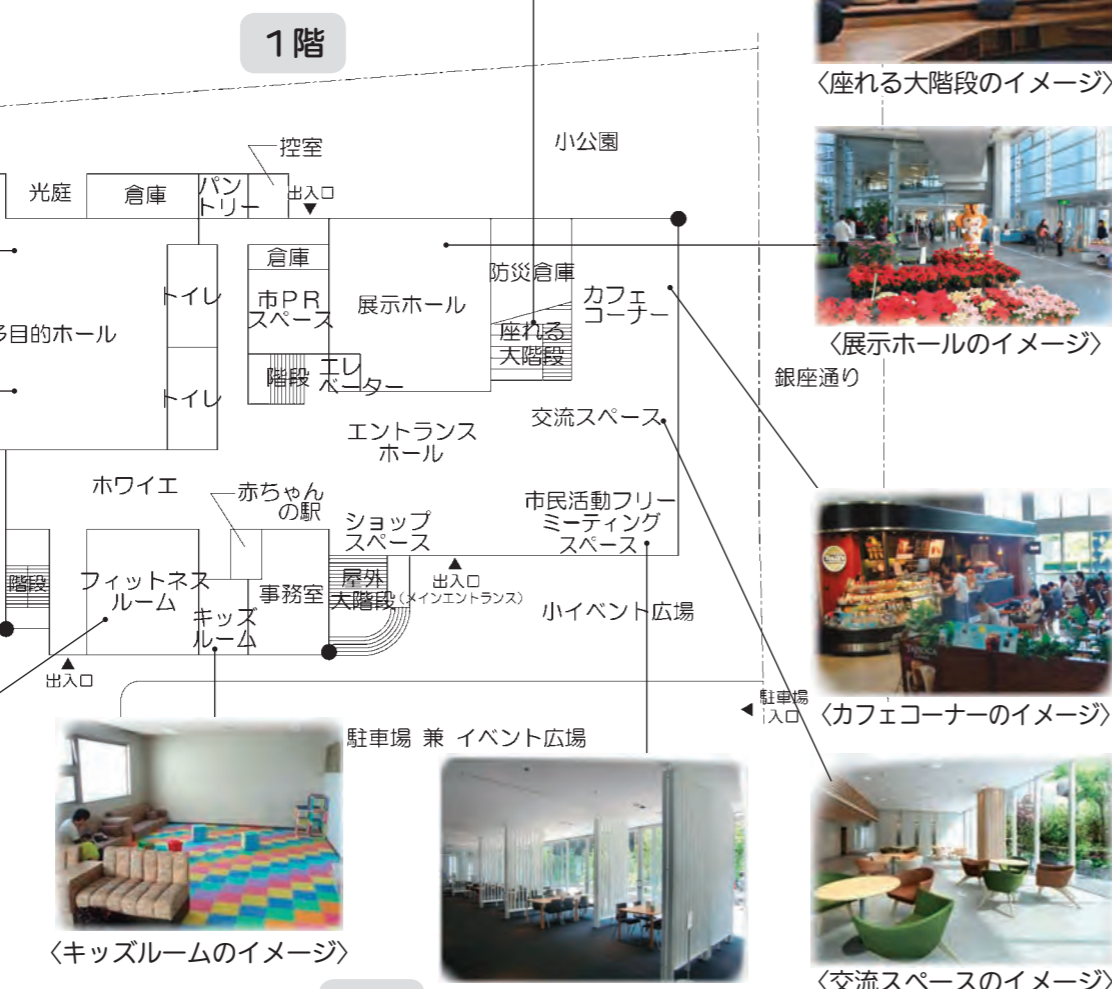 1階
〈座れる大階段のイメージ〉
小公園
控室
光庭
倉庫
パン
トリー
出入口
倉庫
防災倉庫
トイレ
市PR
スペース
展示ホール
カフェ
コーナー
多目的ホール
座れる
大階段
〈展示ホールのイメージ〉
階段
エレ
ベーター
銀座通り
トイレ
交流スペース
エントランス
ホール
ホワイエ
赤ちゃん
の駅
市民活動フリー
ミーティング
スペース
ショップ
スペース
階段
フィットネス
ルーム
事務室
屋外
大階段
出入口
(メインエントランス)
キッズ
ルーム
小イベント広場
出入口
駐車場
入口
TAPIOCA
〈カフェコーナーのイメージ〉
駐車場 兼 イベント広場
〈キッズルームのイメージ〉
〈交流スペースのイメージ〉